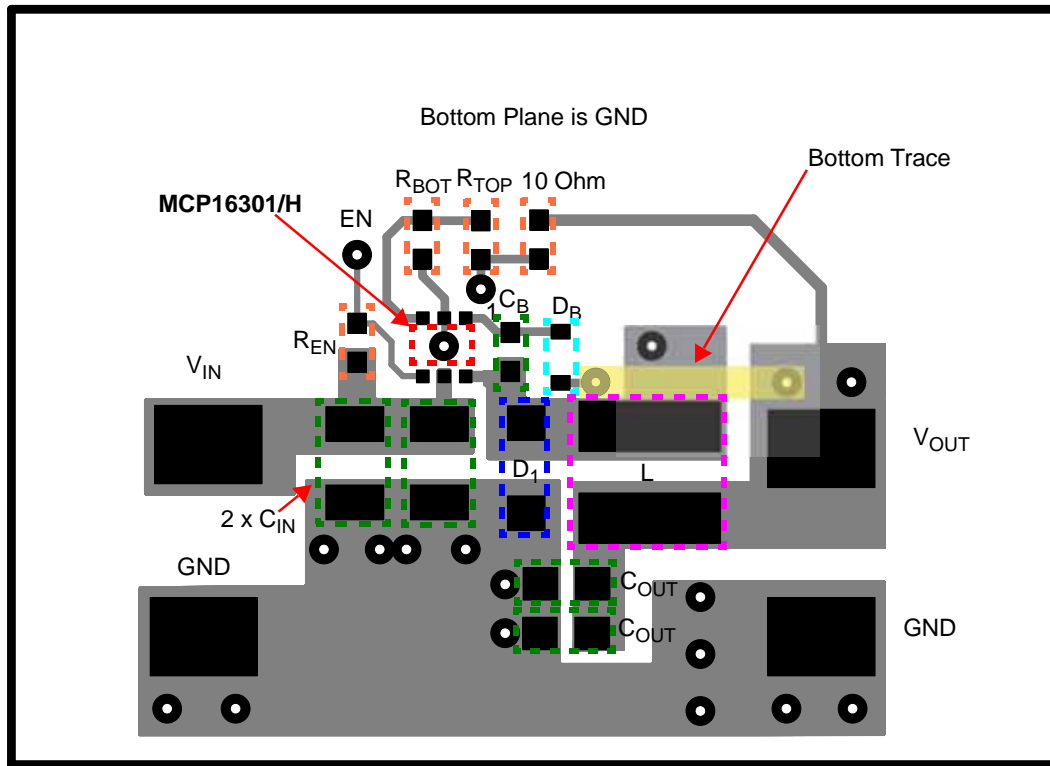 Bottom Plane is GND
Bottom Trace
RBOT RTOP 10 Ohm
MCP16301/H
EN
1 CB DB
REN
VIN
VOUT
D1 L
2 x CIN
GND
COUT
COUT GND